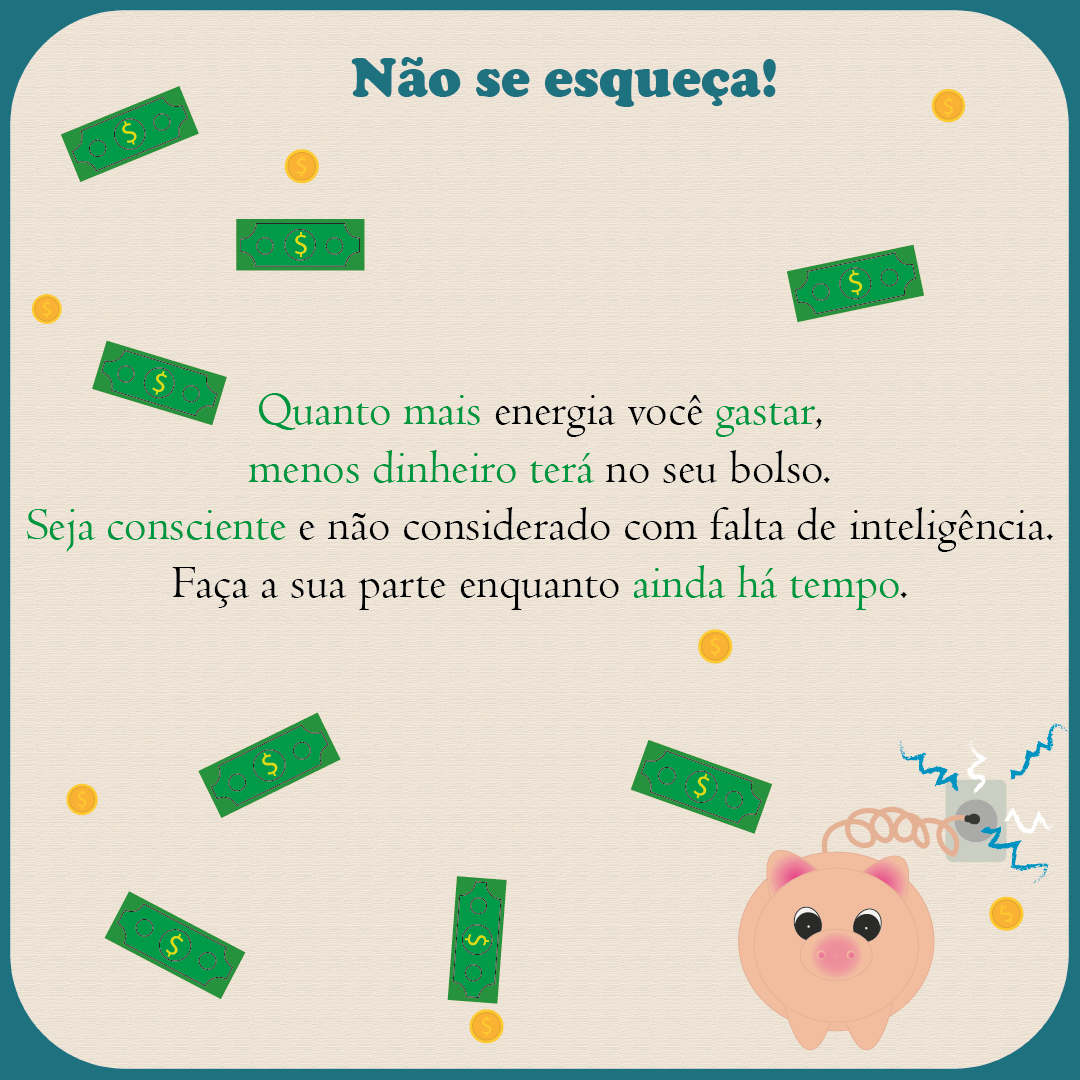 Não se esqueça!
Quanto mais energia você gastar,
menos dinheiro terá no seu bolso.
Seja consciente e não considerado com falta de inteligência.
Faça a sua parte enquanto ainda há tempo.